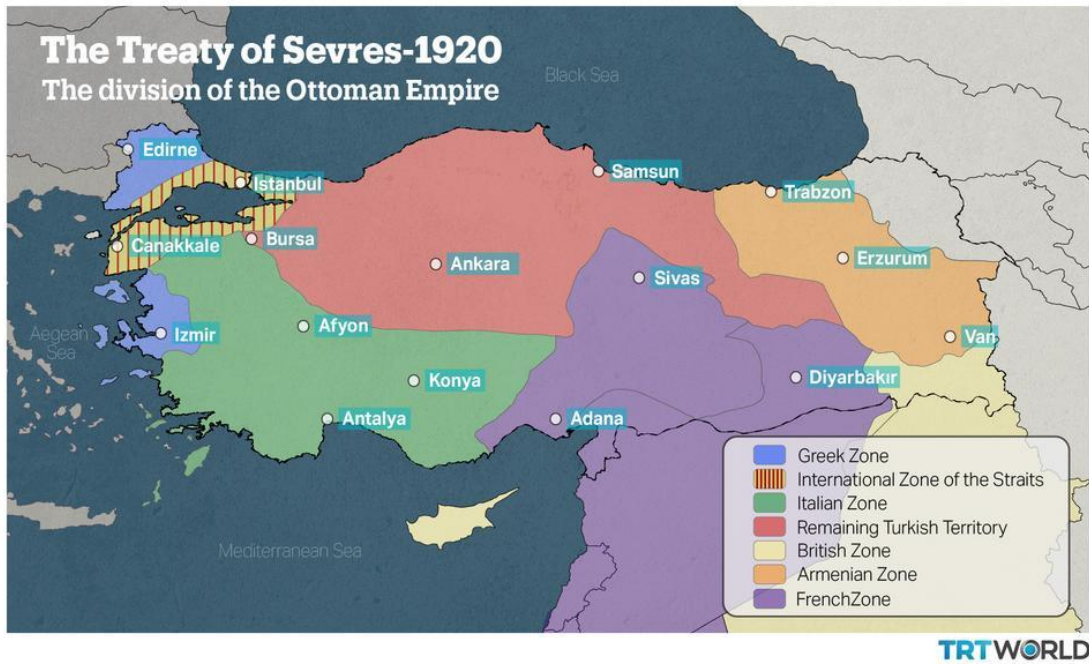 The Treaty of Sevres-1920
The division of the Ottoman Empire
Black Sea
Edirne
Istanbul
Samsun
Trabzon
Canakkale
Bursa
Ankara
Erzurum
Sivas
Aegean
Sea
Izmir
Afyon
Van
Konya
Diyarbakır
Antalya
Adana
Mediterranean Sea
Greek Zone
International Zone of the Straits
Italian Zone
Remaining Turkish Territory
British Zone
Armenian Zone
FrenchZone
TRTWORLD